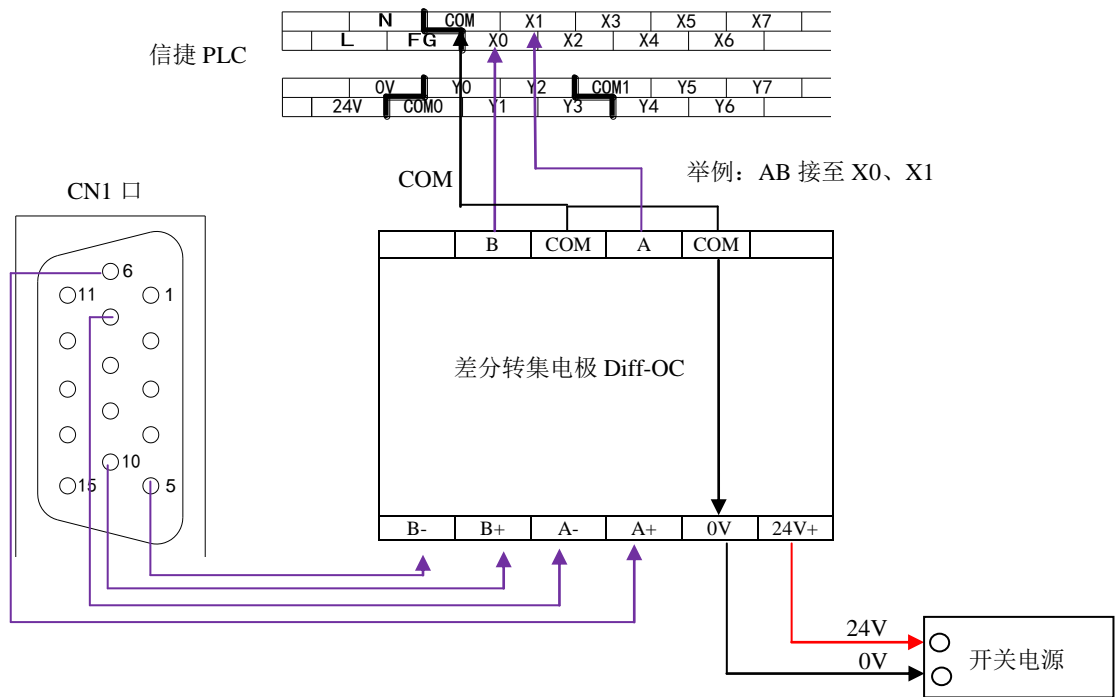 N COM X1 X3 X5 X7
L FG X0 X2 X4 X6
信捷 PLC
0V Y0 Y2 COM1 Y5 Y7
24V COM0 Y1 Y3 Y4 Y6
COM
举例：AB 接至 X0、X1
CN1 口
B COM A COM
6
11 1
差分转集电极 Diff-OC
10
15 5
B- B+ A- A+ 0V 24V+
24V
0V
开关电源